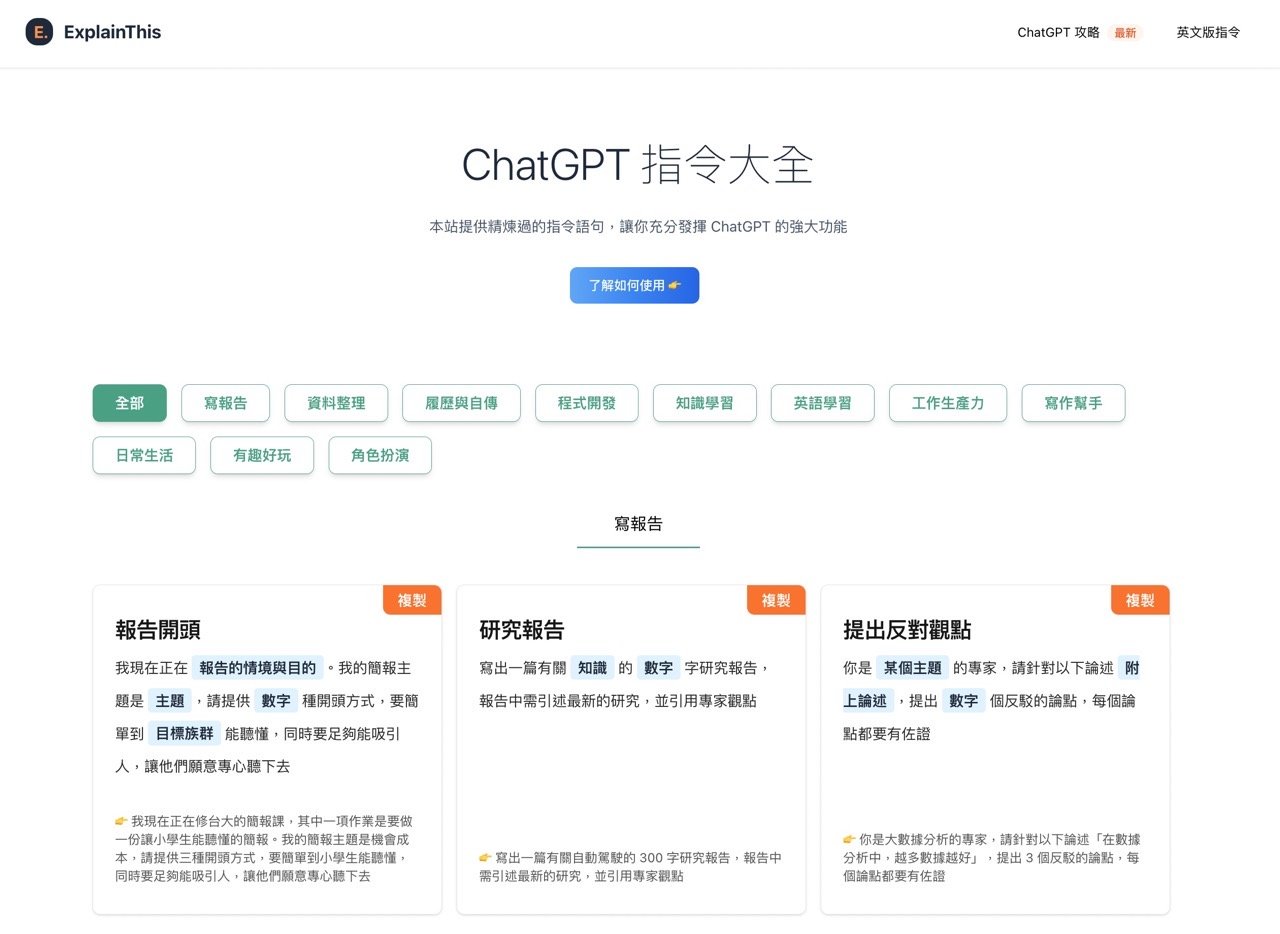 E. ExplainThis
ChatGPT 攻略 最新 英文版指令
ChatGPT 指令大全
本站提供精煉過的指令語句，讓你充分發揮 ChatGPT 的強大功能
了解如何使用 👉
全部 寫報告 資料整理 履歷與自傳 程式開發 知識學習 英語學習 工作生產力 寫作幫手
日常生活 有趣好玩 角色扮演
寫報告
複製
報告開頭
我現在正在 報告的情境與目的 。我的簡報主
題是 主題 ，請提供 數字 種開頭方式，要簡
單到 目標族群 能聽懂，同時要足夠能吸引
人，讓他們願意專心聽下去
👉 我現在正在修台大的簡報課，其中一項作業是要做
一份讓小學生能聽懂的簡報。我的簡報主題是機會成
本，請提供三種開頭方式，要簡單到小學生能聽懂，
同時要足夠能吸引人，讓他們願意專心聽下去
複製
研究報告
寫出一篇有關 知識 的 數字 字研究報告，
報告中需引述最新的研究，並引用專家觀點
👉 寫出一篇有關自動駕駛的 300 字研究報告，報告中
需引述最新的研究，並引用專家觀點
複製
提出反對觀點
你是 某個主題 的專家，請針對以下論述 附
上論述 ，提出 數字 個反駁的論點，每個論
點都要有佐證
👉 你是大數據分析的專家，請針對以下論述「在數據
分析中，越多數據越好」，提出 3 個反駁的論點，每
個論點都要有佐證